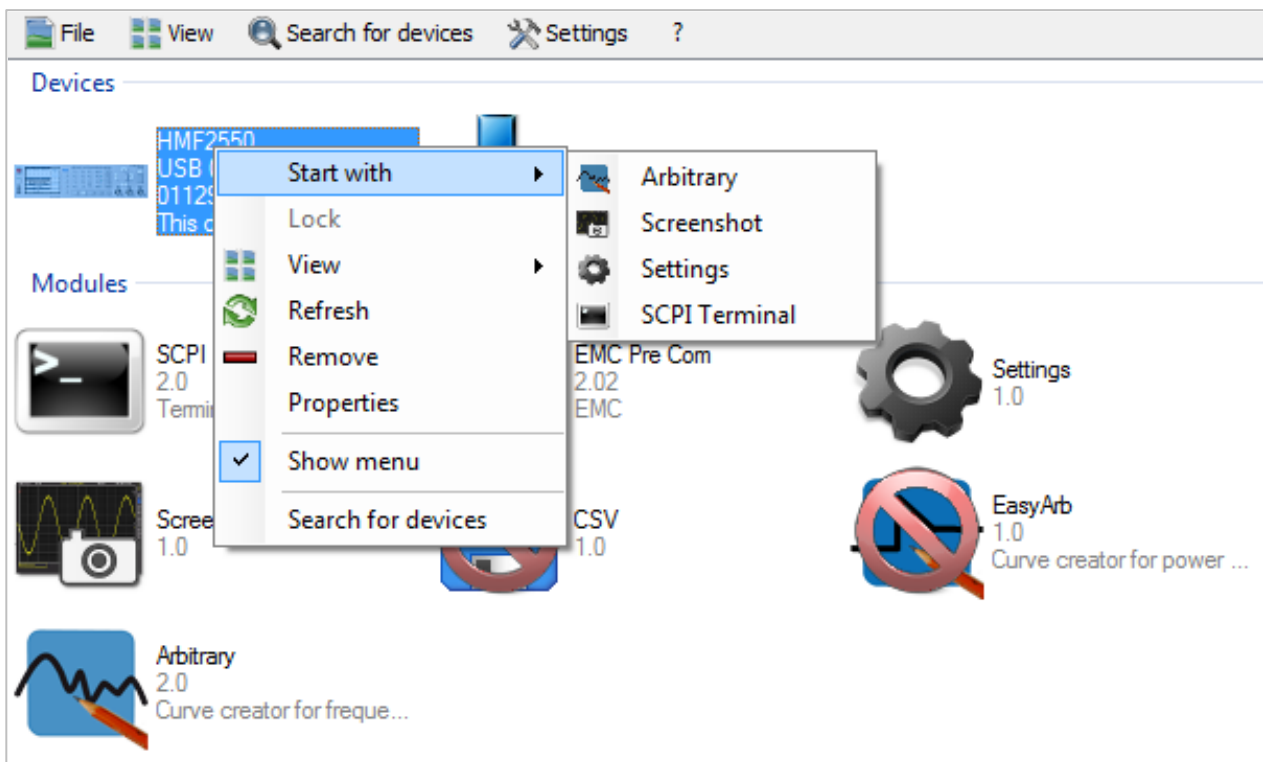 File View Search for devices Settings ?
Devices
HMF2550
USB
01129
This
Start with
Lock
View
Refresh
Remove
Properties
Show menu
Search for devices
Arbitrary
Screenshot
Settings
SCPI Terminal
Modules
SCPI
2.0
EMC Pre Com
2.02
EMC
Settings
1.0
1.0
CSV
1.0
EasyArb
1.0
Curve creator for power ...
Arbitrary
2.0
Curve creator for freque...